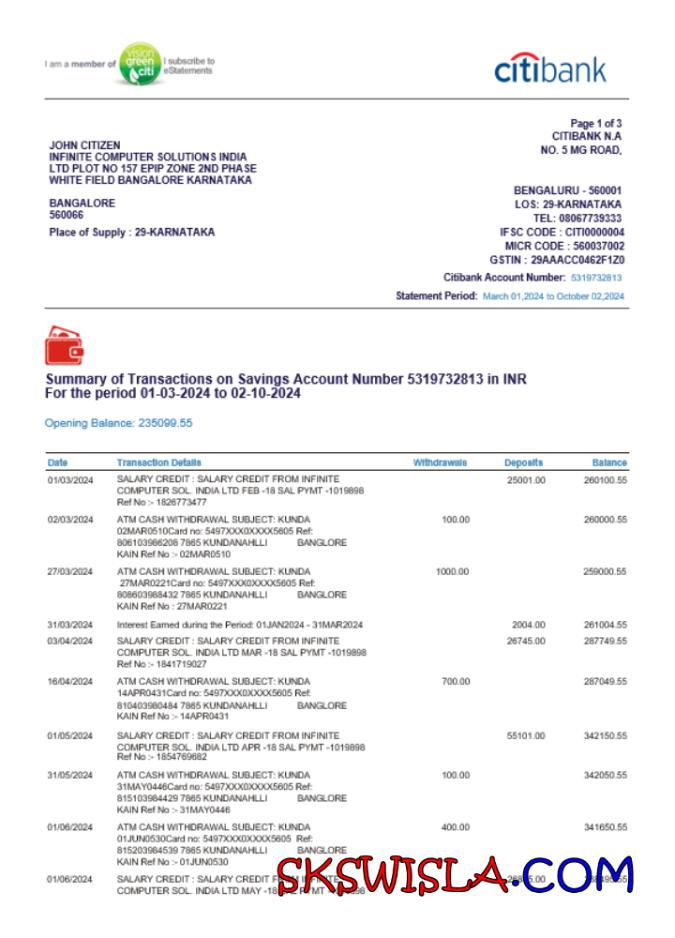 I am a member of
vision
green
citi
I subscribe to
eStatements
citibank
Page 1 of 3
CITIBANK N.A
NO. 5 MG ROAD,
JOHN CITIZEN
INFINITE COMPUTER SOLUTIONS INDIA
LTD PLOT NO 157 EPIP ZONE 2ND PHASE
WHITE FIELD BANGALORE KARNATAKA
BANGALORE
560066
Place of Supply : 29-KARNATAKA
BENGALURU - 560001
LOS: 29-KARNATAKA
TEL: 08067739333
IFSC CODE : CITI0000004
MICR CODE : 560037002
GSTIN : 29AAACC0462F1Z0
Citibank Account Number: 5319732813
Statement Period: March 01,2024 to October 02,2024
Summary of Transactions on Savings Account Number 5319732813 in INR
For the period 01-03-2024 to 02-10-2024
Opening Balance: 235099.55
Date Transaction Details Withdrawals Deposits Balance
01/03/2024 SALARY CREDIT : SALARY CREDIT FROM INFINITE 25001.00 260100.55
COMPUTER SOL. INDIA LTD FEB -18 SAL PYMT -1019898
Ref No :- 1826773477
02/03/2024 ATM CASH WITHDRAWAL SUBJECT: KUNDA 100.00 260000.55
02MAR0510Card no: 5497XXX0XXXX5605 Ref:
806103986208 7865 KUNDANAHLLI BANGLORE
KAIN Ref No :- 02MAR0510
27/03/2024 ATM CASH WITHDRAWAL SUBJECT: KUNDA 1000.00 259000.55
27MAR0221Card no: 5497XXX0XXXX5605 Ref:
808603988432 7865 KUNDANAHLLI BANGLORE
KAIN Ref No : 27MAR0221
31/03/2024 Interest Earned during the Period: 01JAN2024 - 31MAR2024 2004.00 261004.55
03/04/2024 SALARY CREDIT : SALARY CREDIT FROM INFINITE 26745.00 287749.55
COMPUTER SOL. INDIA LTD MAR -18 SAL PYMT -1019898
Ref No :- 1841719027
16/04/2024 ATM CASH WITHDRAWAL SUBJECT: KUNDA 700.00 287049.55
14APR0431Card no: 5497XXX0XXXX5605 Ref:
810403980484 7865 KUNDANAHLLI BANGLORE
KAIN Ref No :- 14APR0431
01/05/2024 SALARY CREDIT : SALARY CREDIT FROM INFINITE 55101.00 342150.55
COMPUTER SOL. INDIA LTD APR -18 SAL PYMT -1019898
Ref No :- 1854769682
31/05/2024 ATM CASH WITHDRAWAL SUBJECT: KUNDA 100.00 342050.55
31MAY0446Card no: 5497XXX0XXXX5605 Ref:
815103984429 7865 KUNDANAHLLI BANGLORE
KAIN Ref No :- 31MAY0446
01/06/2024 ATM CASH WITHDRAWAL SUBJECT: KUNDA 400.00 341650.55
01JUN0530Card no: 5497XXX0XXXX5605 Ref:
815203984539 7865 KUNDANAHLLI BANGLORE
KAIN Ref No :- 01JUN0530
01/06/2024 SALARY CREDIT : SALARY CREDIT
COMPUTER SOL. INDIA LTD MAY
SKSWISLA.COM